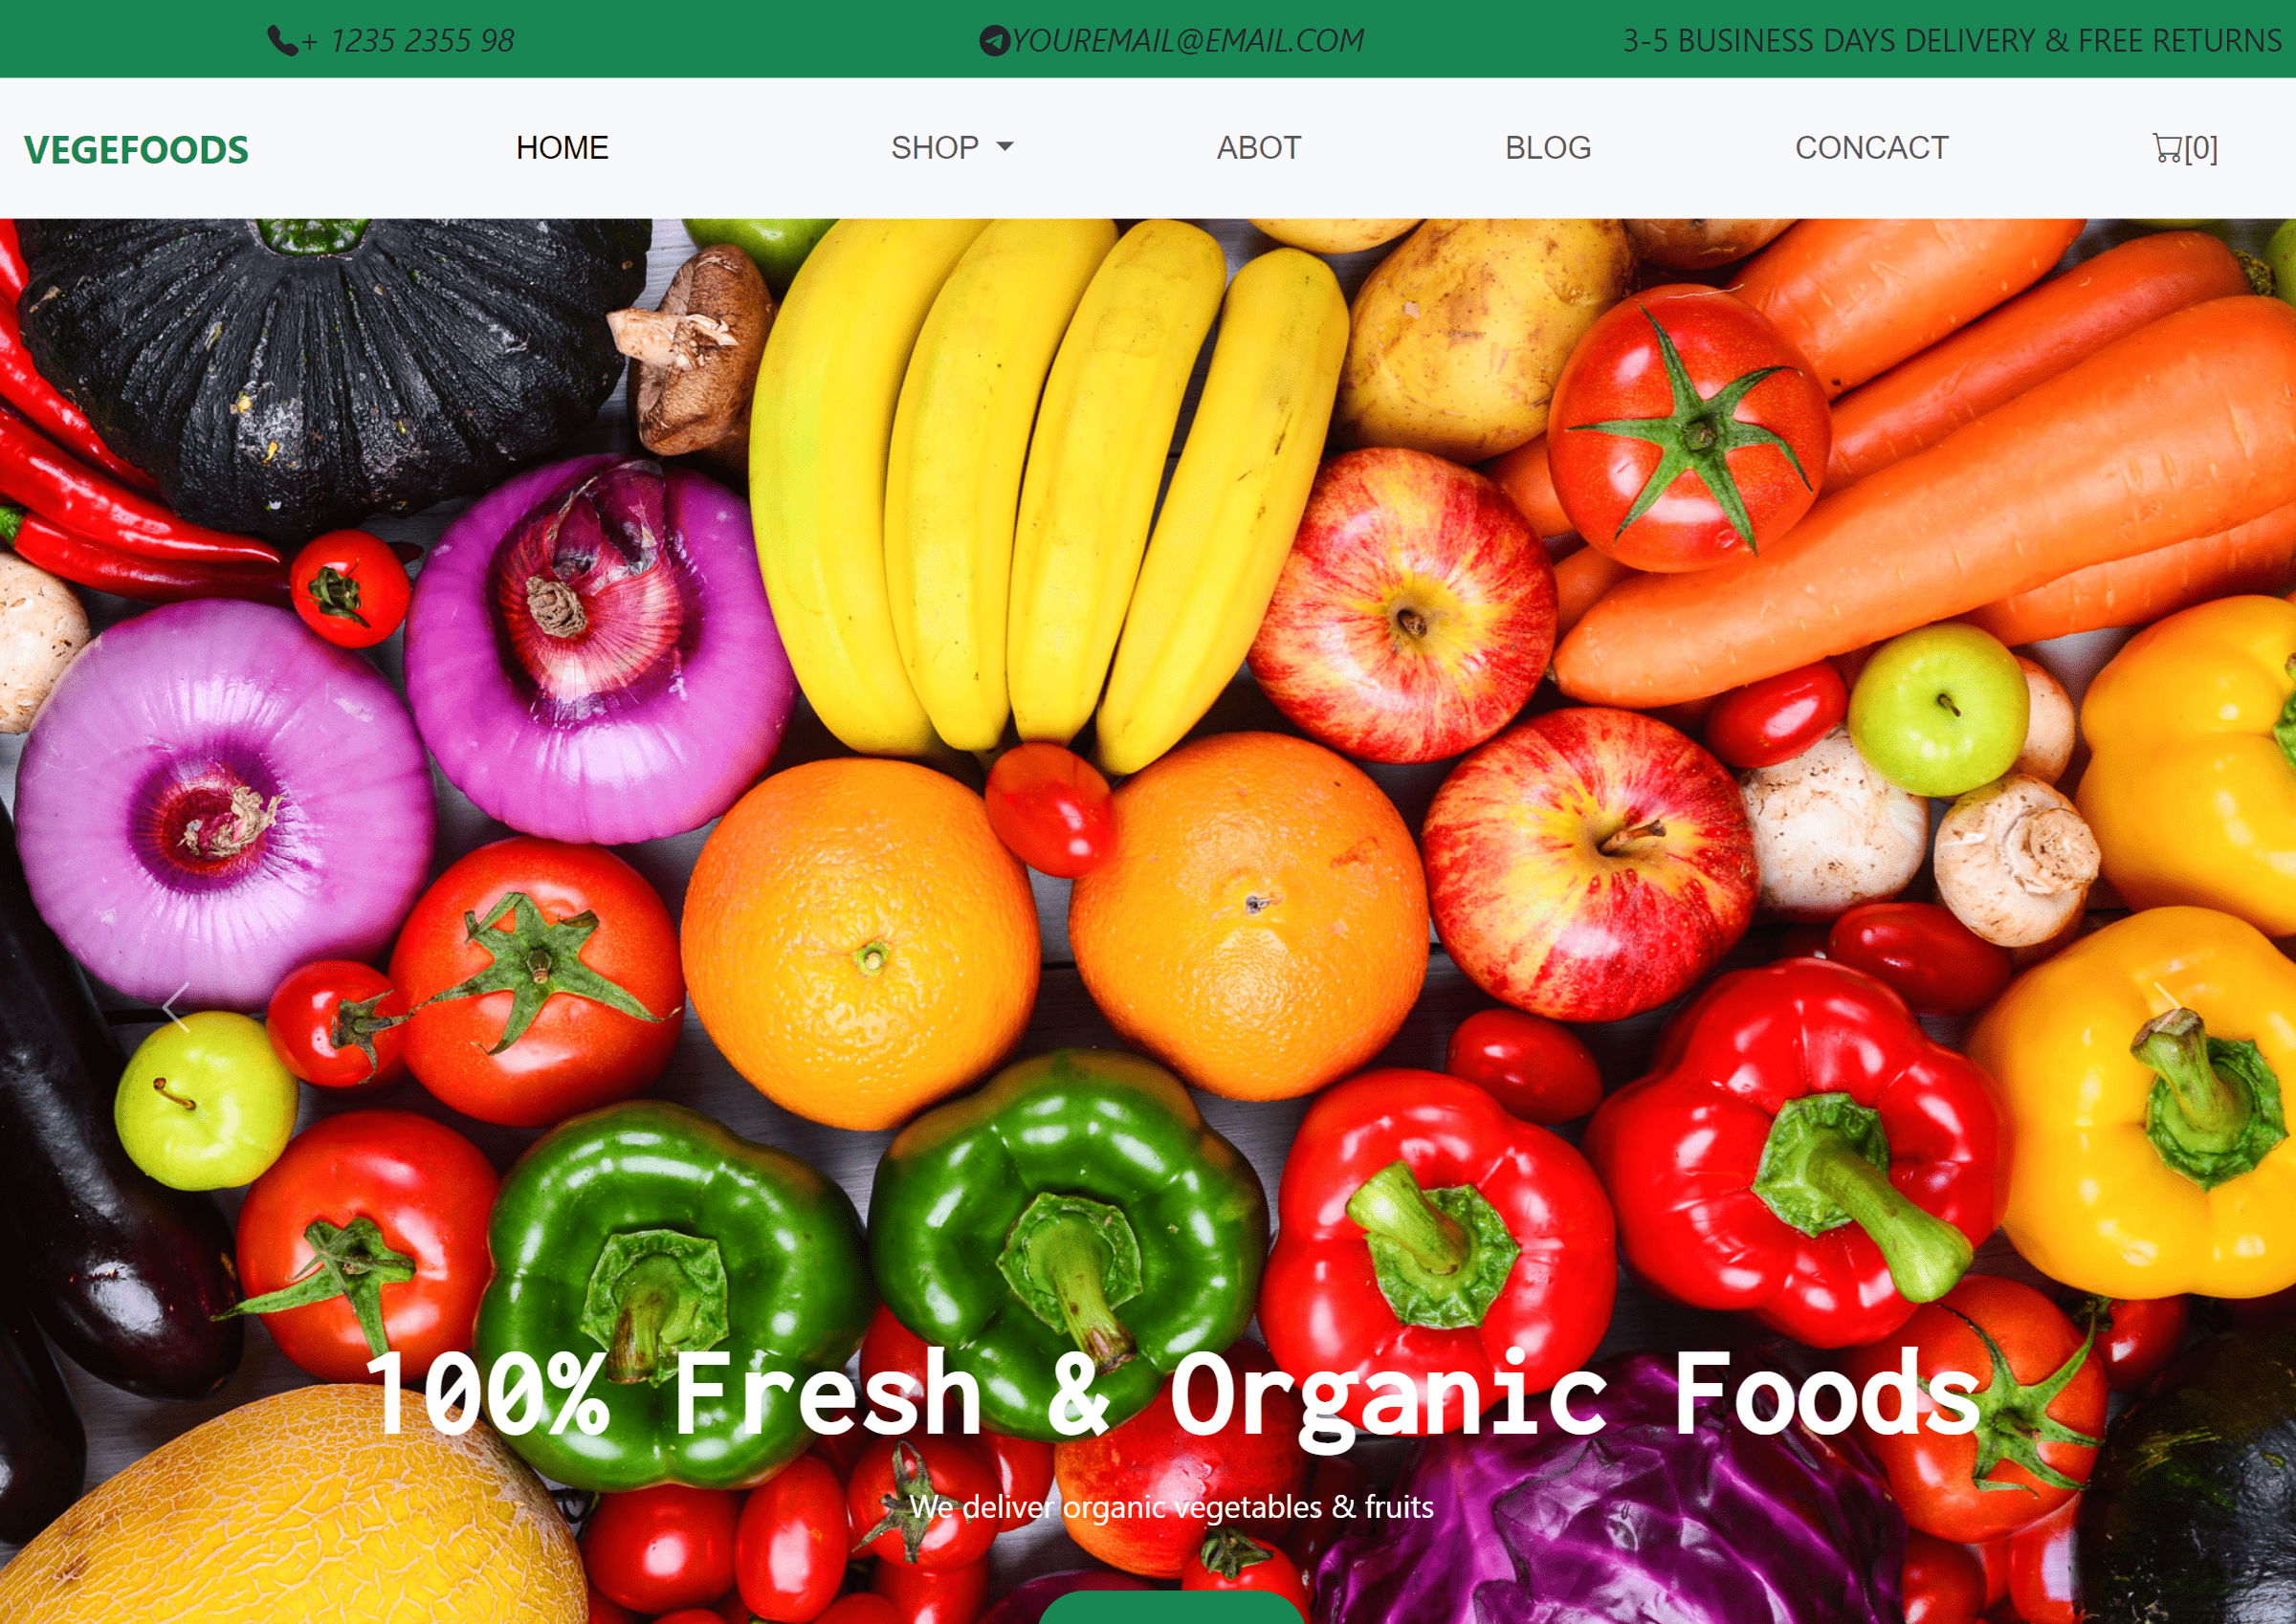 + 1235 2355 98
YOUREMAIL@EMAIL.COM
3-5 BUSINESS DAYS DELIVERY & FREE RETURNS
VEGEFOODS
HOME
SHOP
ABOT
BLOG
CONCACT
[0]
100% Fresh & Organic Foods
We deliver organic vegetables & fruits